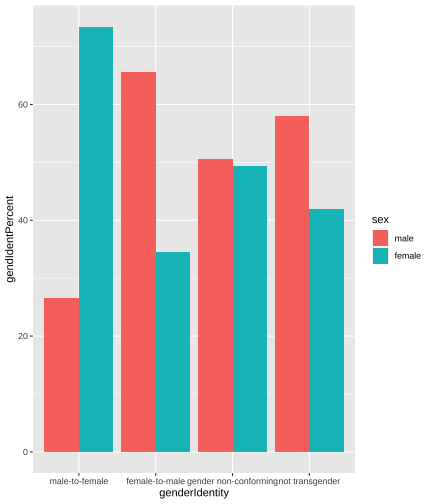 60
40
20
0
gendIdentPercent
male-to-female
female-to-male
gender non-conforming
not transgender
genderIdentity
sex
male
female